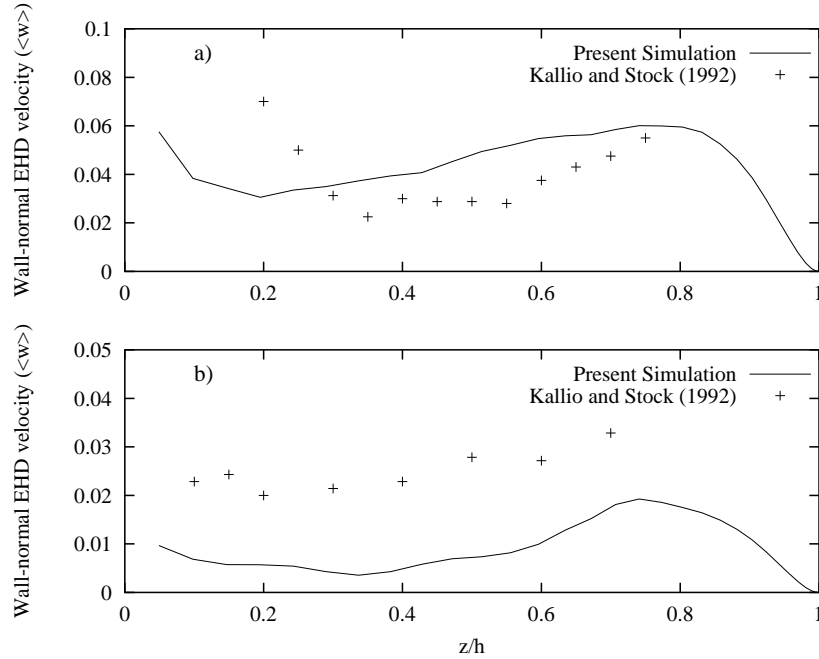 a)
Present Simulation
Kallio and Stock (1992)
Wall-normal EHD velocity (<w>)
0.1
0.08
0.06
0.04
0.02
0
0 0.2 0.4 0.6 0.8 1
b)
Present Simulation
Kallio and Stock (1992)
Wall-normal EHD velocity (<w>)
0.05
0.04
0.03
0.02
0.01
0
0 0.2 0.4 0.6 0.8 1
z/h